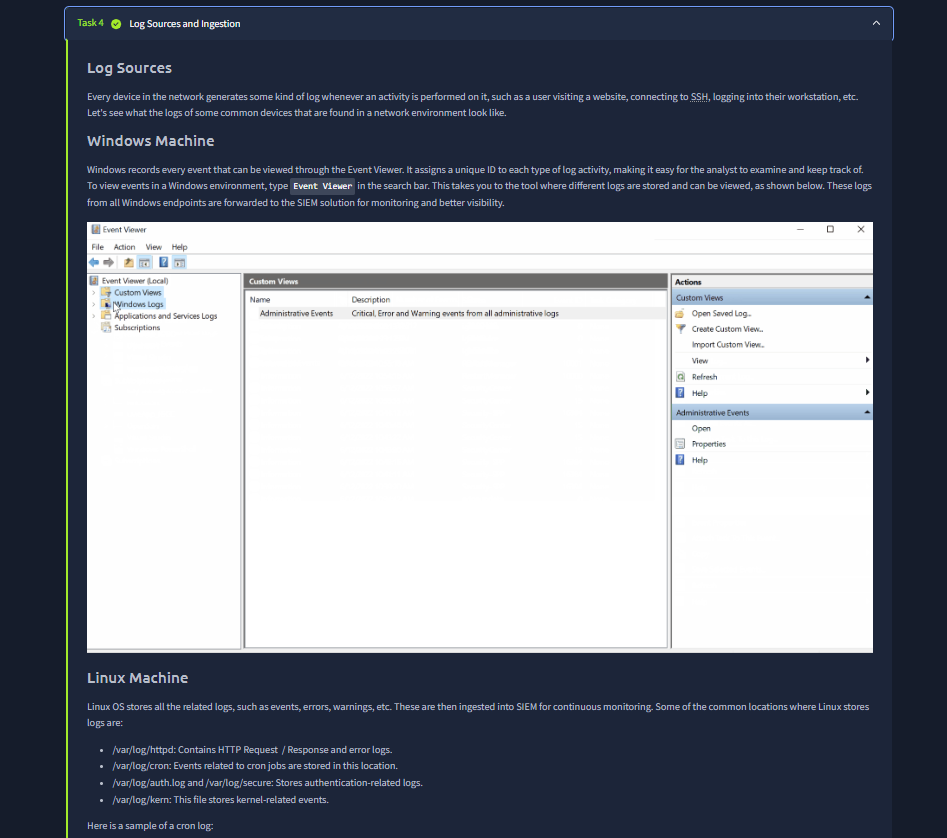 Task 4 Log Sources and Ingestion
Log Sources
Every device in the network generates some kind of log whenever an activity is performed on it, such as a user visiting a website, connecting to SSH, logging into their workstation, etc.
Let's see what the logs of some common devices that are found in a network environment look like.
Windows Machine
Windows records every event that can be viewed through the Event Viewer. It assigns a unique ID to each type of log activity, making it easy for the analyst to examine and keep track of.
To view events in a Windows environment, type Event Viewer in the search bar. This takes you to the tool where different logs are stored and can be viewed, as shown below. These logs
from all Windows endpoints are forwarded to the SIEM solution for monitoring and better visibility.
Event Viewer
File Action View Help
Event Viewer (Local)
Custom Views
Windows Logs
Applications and Services Logs
Subscriptions
Custom Views
Name Description
Administrative Events Critical, Error and Warning events from all administrative logs
Actions
Custom Views
Open Saved Log...
Create Custom View...
Import Custom View...
View
Refresh
Help
Administrative Events
Open
Properties
Help
Linux Machine
Linux OS stores all the related logs, such as events, errors, warnings, etc. These are then ingested into SIEM for continuous monitoring. Some of the common locations where Linux stores
logs are:
• /var/log/httpd: Contains HTTP Request / Response and error logs.
• /var/log/cron: Events related to cron jobs are stored in this location.
• /var/log/auth.log and /var/log/secure: Stores authentication-related logs.
• /var/log/kern: This file stores kernel-related events.
Here is a sample of a cron log: